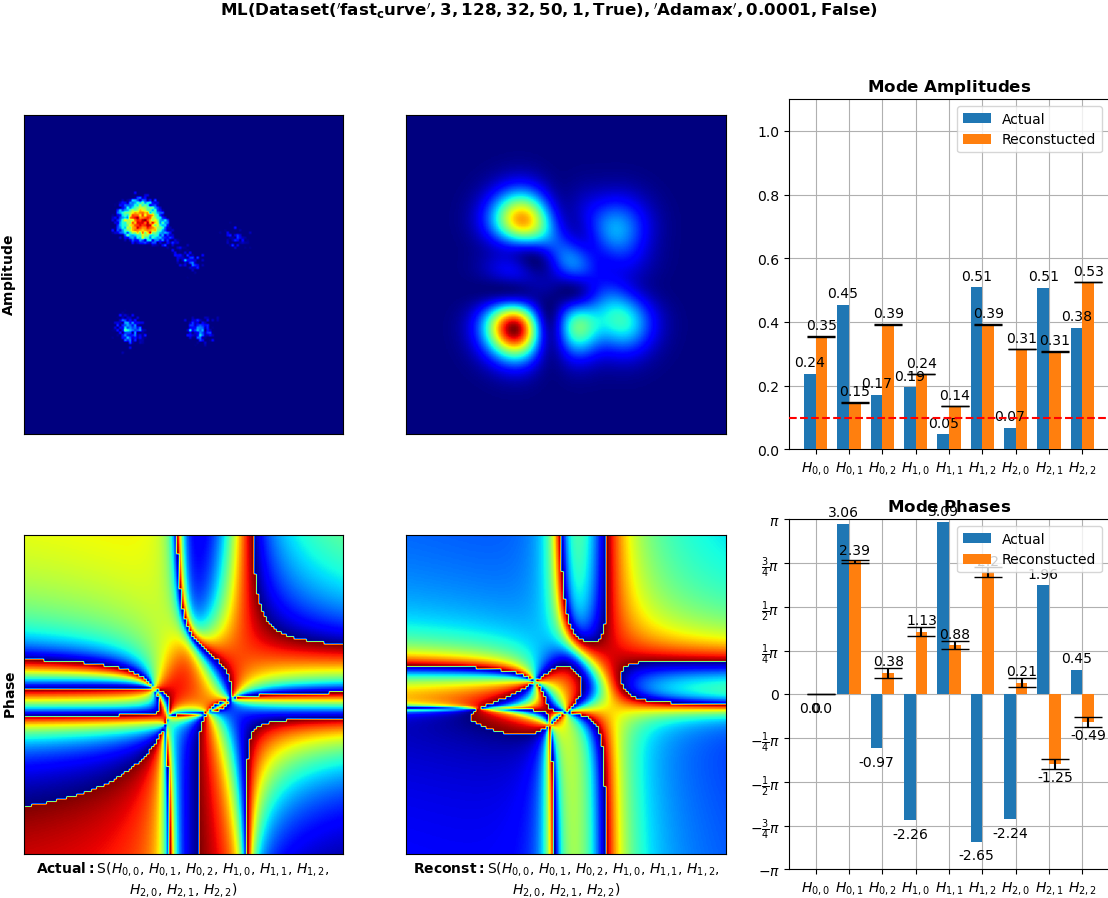 ML(Dataset('fast_curve', 3, 128, 32, 50, 1, True), 'Adamax', 0.0001, False)
Mode Amplitudes
Amplitude
Actual
Reconstucted
1.0
0.8
0.6
0.4
0.2
0.0
0.24
0.35
0.45
0.15
0.17
0.39
0.19
0.24
0.05
0.14
0.51
0.39
0.07
0.31
0.51
0.31
0.38
0.53
H0,0 H0,1 H0,2 H1,0 H1,1 H1,2 H2,0 H2,1 H2,2
Mode Phases
Phase
Actual
Reconstucted
π
3/4π
1/2π
1/4π
0
−1/4π
−1/2π
−3/4π
−π
0.0
0.0
3.06
2.39
-0.97
0.38
-2.26
1.13
0.88
-2.65
-2.24
0.21
1.96
-1.25
0.45
-0.49
H0,0 H0,1 H0,2 H1,0 H1,1 H1,2 H2,0 H2,1 H2,2
Actual: S(H0,0, H0,1, H0,2, H1,0, H1,1, H1,2,
H2,0, H2,1, H2,2)
Reconst: S(H0,0, H0,1, H0,2, H1,0, H1,1, H1,2,
H2,0, H2,1, H2,2)